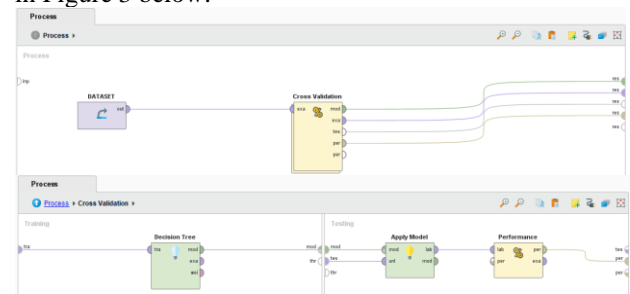 in Figure 3 below.
Process
Process
Process
inp
DATASET
out
Cross Validation
exa
mod
exa
tes
per
per
res
res
res
res
res
Process
Process Cross Validation
Training
Testing
tra
Decision Tree
tra
mod
exa
wei
mod
thr
mod
tes
thr
Apply Model
mod
unl
lab
mod
Performance
lab
per
per
exa
tes
per
per